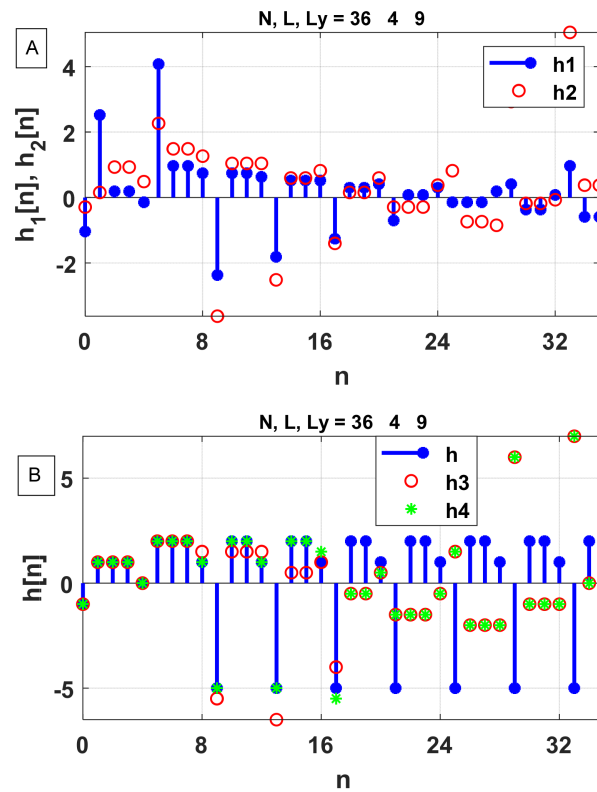 N, L, Ly = 36 4 9
A
h1
h2
4
2
0
-2
h₁[n], h₂[n]
0 8 16 24 32
n
N, L, Ly = 36 4 9
B
h
h3
h4
5
0
-5
h[n]
0 8 16 24 32
n